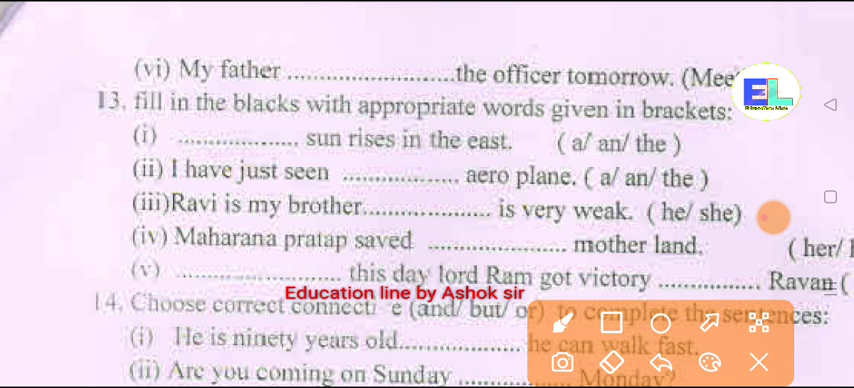 (vi) My father ..........................the officer tomorrow. (Mee
13. fill in the blacks with appropriate words given in brackets:
EL
(i) ................... sun rises in the east. ( a/ an/ the )
(ii) I have just seen .................. aero plane. ( a/ an/ the )
(iii)Ravi is my brother.................... is very weak. ( he/ she)
(iv) Maharana pratap saved ...................... mother land. ( her/
(v) .......................... this day lord Ram got victory ................ Ravan (
Education line by Ashok sir
14. Choose correct connecti e (and/ but/ or) to complete the sentences:
(i) He is ninety years old................... he can walk fast.
(ii) Are you coming on Sunday .................. Monday?